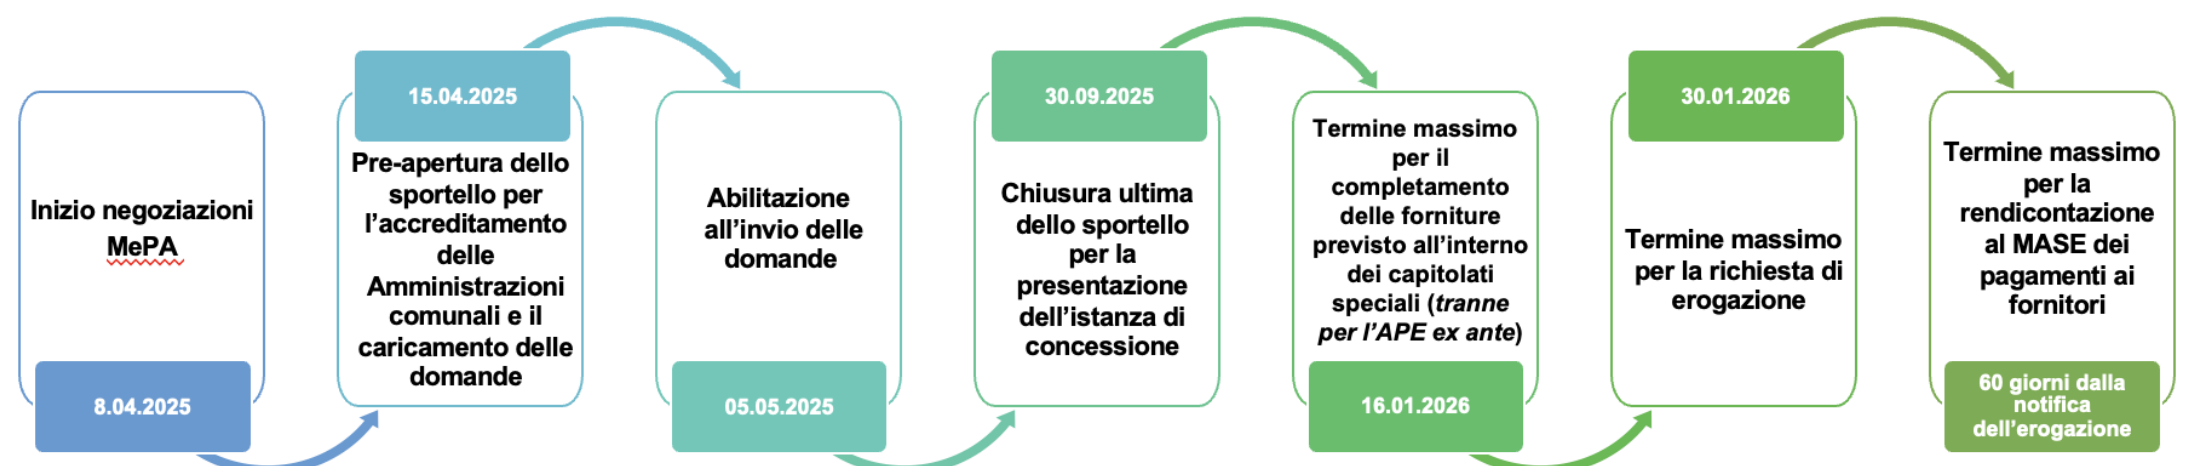 Inizio negoziazioni
MePA
8.04.2025
15.04.2025
Pre-apertura dello
sportello per
l’accreditamento
delle
Amministrazioni
comunali e il
caricamento delle
domande
Abilitazione
all’invio delle
domande
05.05.2025
30.09.2025
Chiusura ultima
dello sportello
per la
presentazione
dell’istanza di
concessione
Termine massimo
per il
completamento
delle forniture
previsto all’interno
dei capitolati
speciali (tranne
per l’APE ex ante)
16.01.2026
30.01.2026
Termine massimo
per la richiesta di
erogazione
Termine massimo
per la
rendicontazione
al MASE dei
pagamenti ai
fornitori
60 giorni dalla
notifica
dell’erogazione